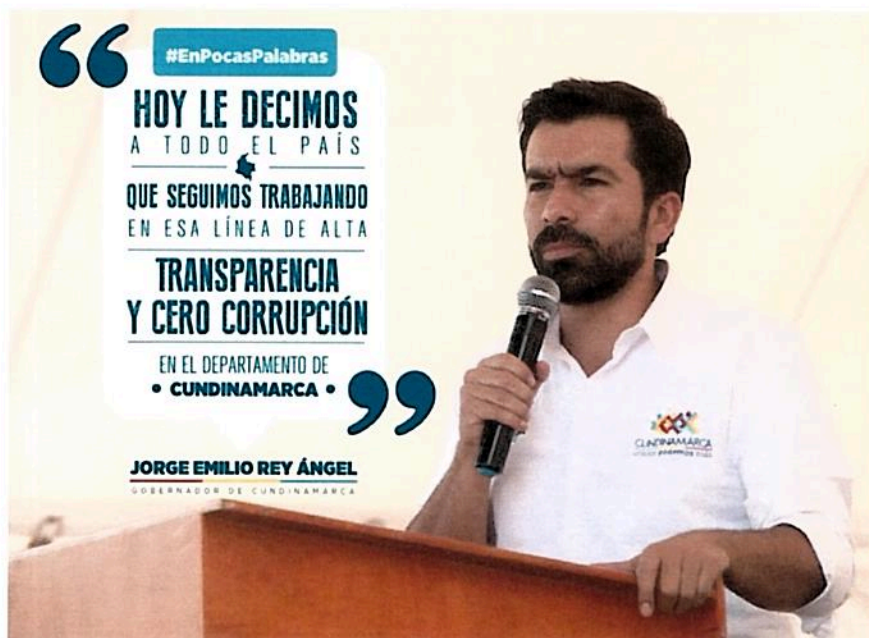 #EnPocasPalabras
HOY LE DECIMOS
A TODO EL PAÍS
QUE SEGUIMOS TRABAJANDO
EN ESA LÍNEA DE ALTA
TRANSPARENCIA
Y CERO CORRUPCIÓN
EN EL DEPARTAMENTO DE
• CUNDINAMARCA •
JORGE EMILIO REY ÁNGEL
GOBERNADOR DE CUNDINAMARCA
CUNDINAMARCA